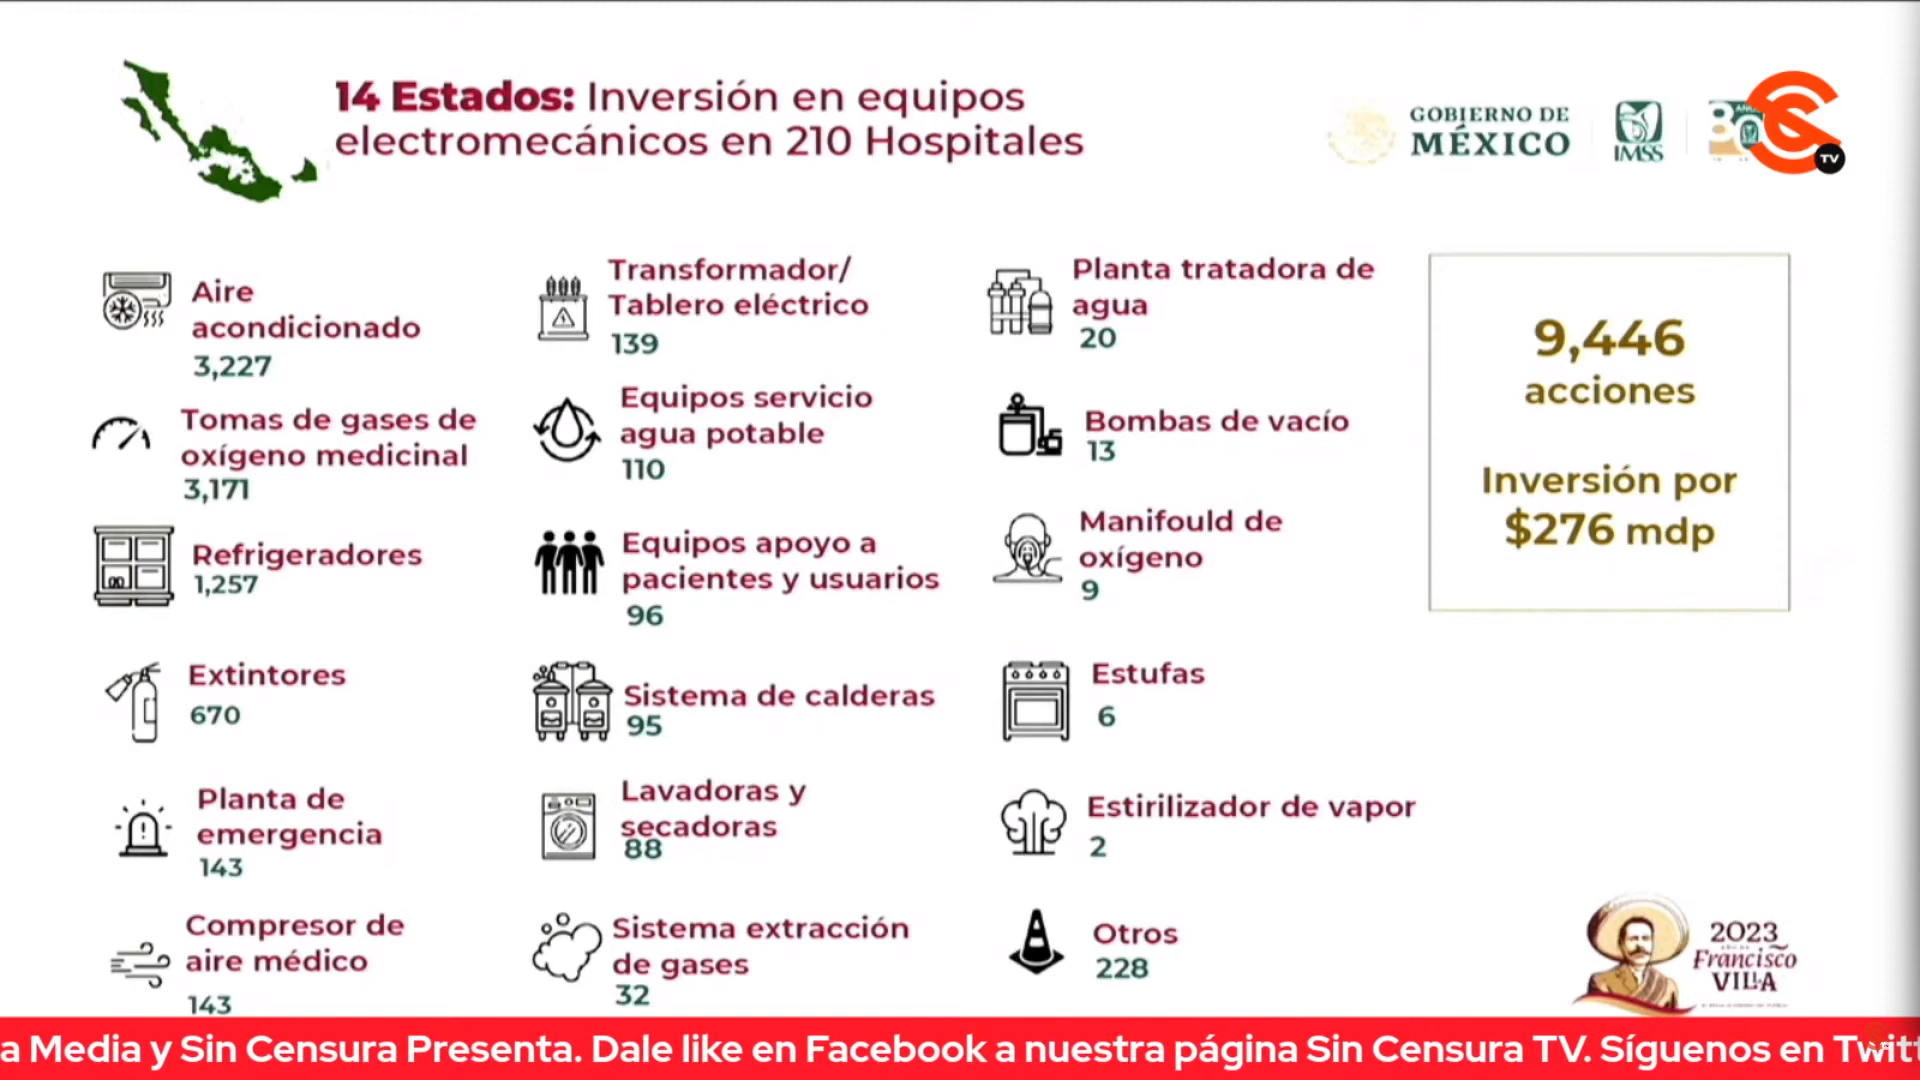 14 Estados: Inversión en equipos
electromecánicos en 210 Hospitales
GOBIERNO DE
MÉXICO
IMSS
80
TV
Aire
acondicionado
3,227
Tomas de gases de
oxígeno medicinal
3,171
Refrigeradores
1,257
Extintores
670
Planta de
emergencia
143
Compresor de
aire médico
143
Transformador/
Tablero eléctrico
139
Equipos servicio
agua potable
110
Equipos apoyo a
pacientes y usuarios
96
Sistema de calderas
95
Lavadoras y
secadoras
88
Sistema extracción
de gases
32
Planta tratadora de
agua
20
Bombas de vacío
13
Manifould de
oxígeno
9
Estufas
6
Estirilizador de vapor
2
Otros
228
9,446
acciones
Inversión por
$276 mdp
2023
Francisco
VILLA
a Media y Sin Censura Presenta. Dale like en Facebook a nuestra página Sin Censura TV. Síguenos en Twitt